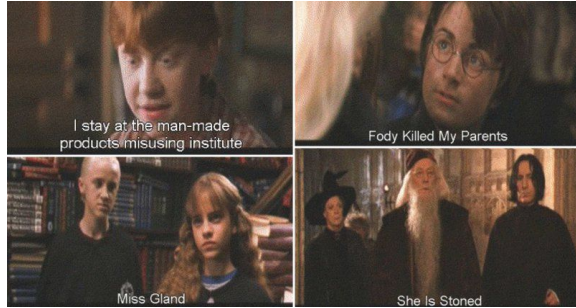 I stay at the man-made
products misusing institute
Fody Killed My Parents
Miss Gland
She Is Stoned